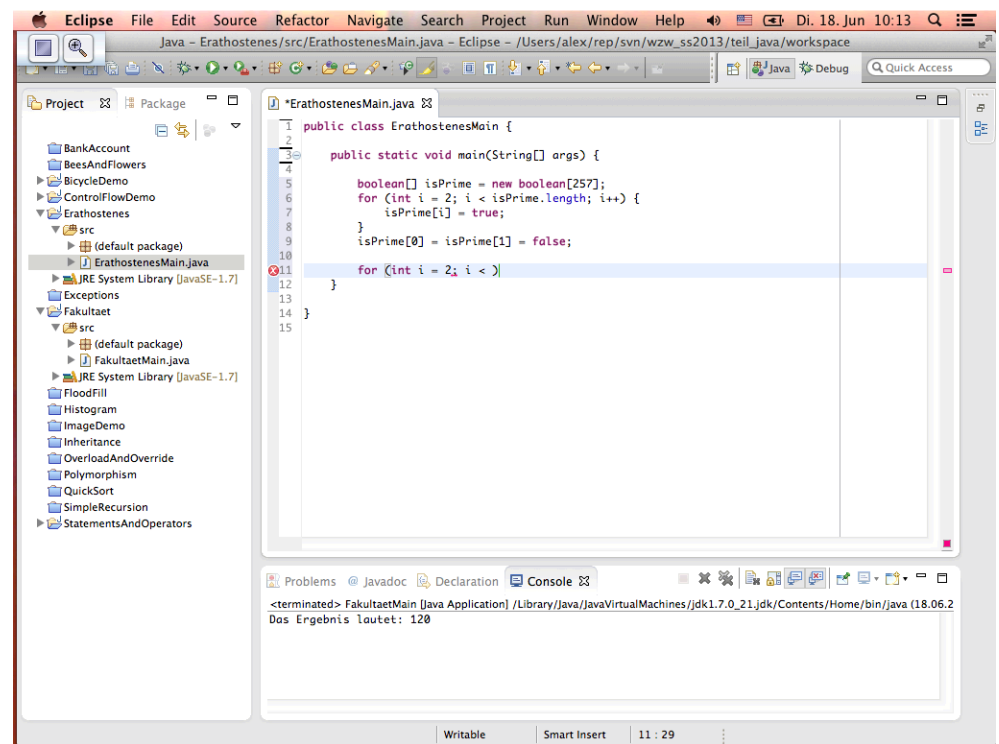 Eclipse File Edit Source Refactor Navigate Search Project Run Window Help Di. 18. Jun 10:13
Java – Erathostenes/src/ErathostenesMain.java – Eclipse – /Users/alex/rep/svn/wzw_ss2013/teil_java/workspace
Java Debug Quick Access
Project Package
BankAccount
BeesAndFlowers
BicycleDemo
ControlFlowDemo
Erathostenes
src
(default package)
ErathostenesMain.java
JRE System Library [JavaSE-1.7]
Exceptions
Fakultaet
src
(default package)
FakultaetMain.java
JRE System Library [JavaSE-1.7]
FloodFill
Histogram
ImageDemo
Inheritance
OverloadAndOverride
Polymorphism
QuickSort
SimpleRecursion
StatementsAndOperators
*ErathostenesMain.java
1 public class ErathostenesMain {
2
3 public static void main(String[] args) {
4
5 boolean[] isPrime = new boolean[257];
6 for (int i = 2; i < isPrime.length; i++) {
7 isPrime[i] = true;
8 }
9 isPrime[0] = isPrime[1] = false;
10
11 for (int i = 2; i < )
12 }
13
14 }
15
Problems @ Javadoc Declaration Console
<terminated> FakultaetMain [Java Application] /Library/Java/JavaVirtualMachines/jdk1.7.0_21.jdk/Contents/Home/bin/java (18.06.2
Das Ergebnis lautet: 120
Writable Smart Insert 11 : 29